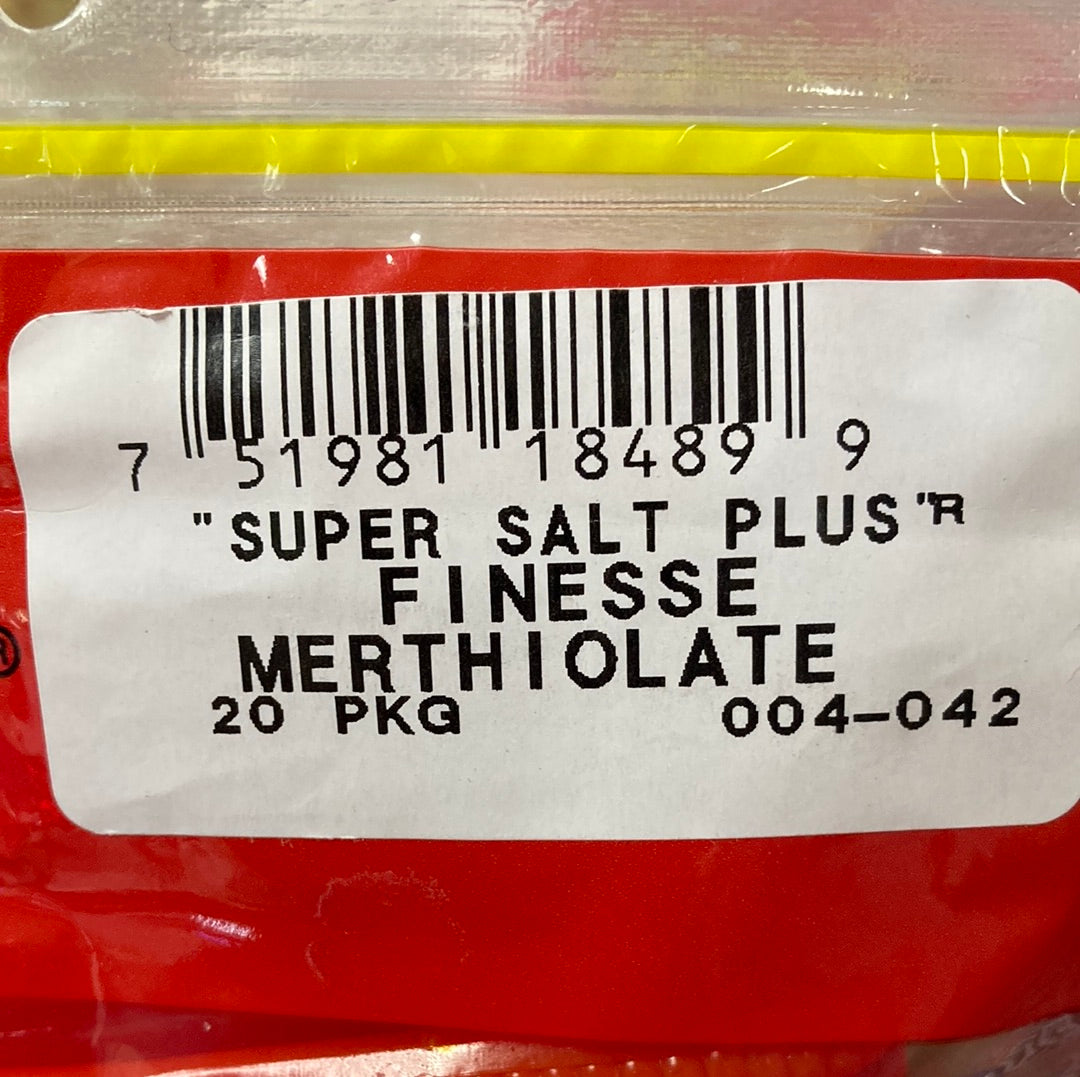 7 51981 18489 9
"SUPER SALT PLUS"R
FINESSE
MERTHIOLATE
20 PKG 004-042
®